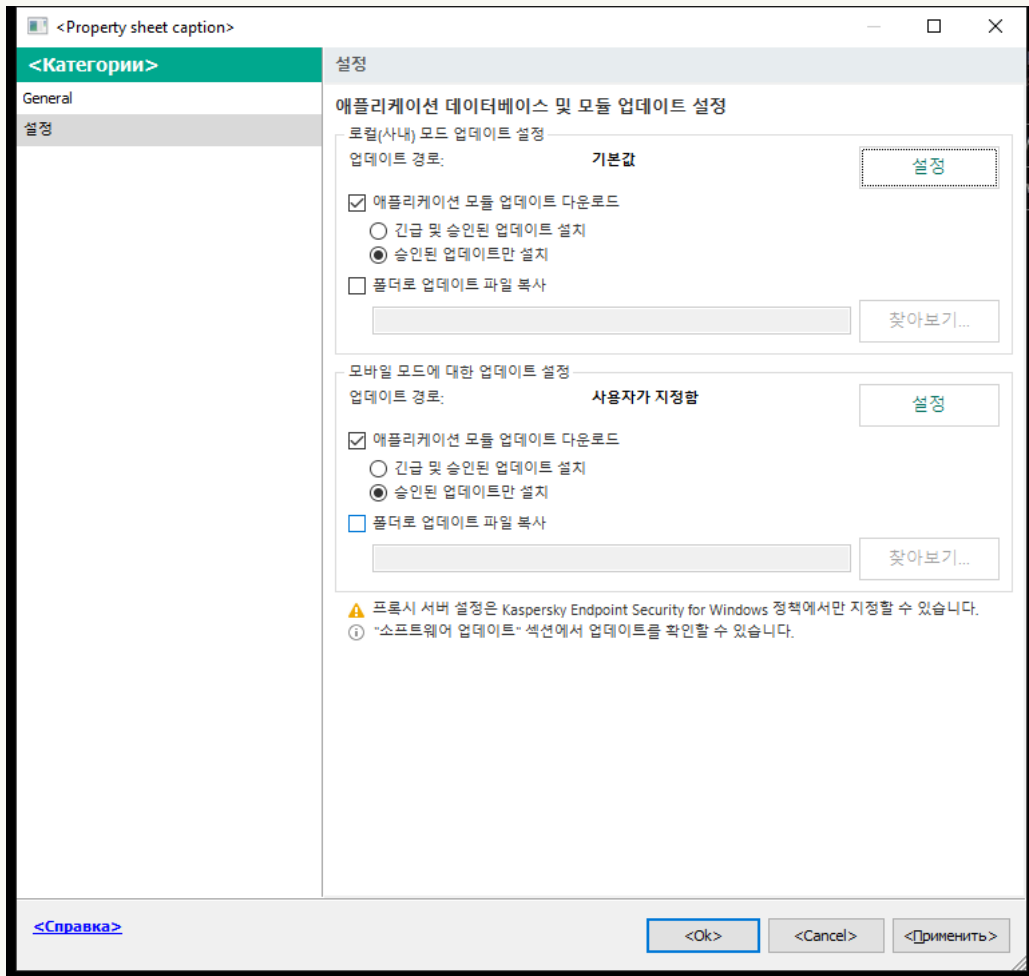 <Property sheet caption>
<Категории>
General
설정
설정
애플리케이션 데이터베이스 및 모듈 업데이트 설정
로컬(사내) 모드 업데이트 설정
업데이트 경로: 기본값 설정
애플리케이션 모듈 업데이트 다운로드
긴급 및 승인된 업데이트 설치
승인된 업데이트만 설치
폴더로 업데이트 파일 복사
찾아보기...
모바일 모드에 대한 업데이트 설정
업데이트 경로: 사용자가 지정함 설정
애플리케이션 모듈 업데이트 다운로드
긴급 및 승인된 업데이트 설치
승인된 업데이트만 설치
폴더로 업데이트 파일 복사
찾아보기...
프록시 서버 설정은 Kaspersky Endpoint Security for Windows 정책에서만 지정할 수 있습니다.
"소프트웨어 업데이트" 섹션에서 업데이트를 확인할 수 있습니다.
<Справка>
<Ok> <Cancel> <Применить>